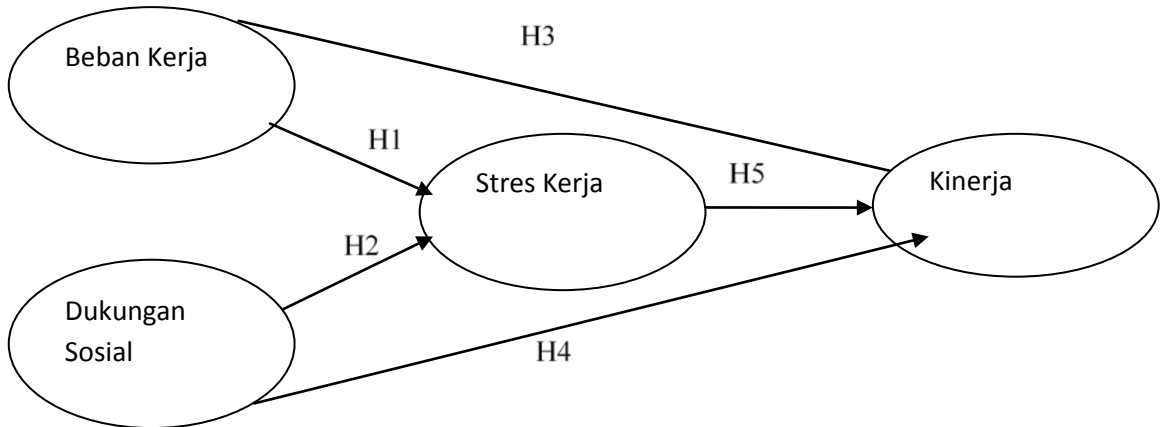 H3
Beban Kerja
H1
Stres Kerja
H5
Kinerja
H2
Dukungan
Sosial
H4